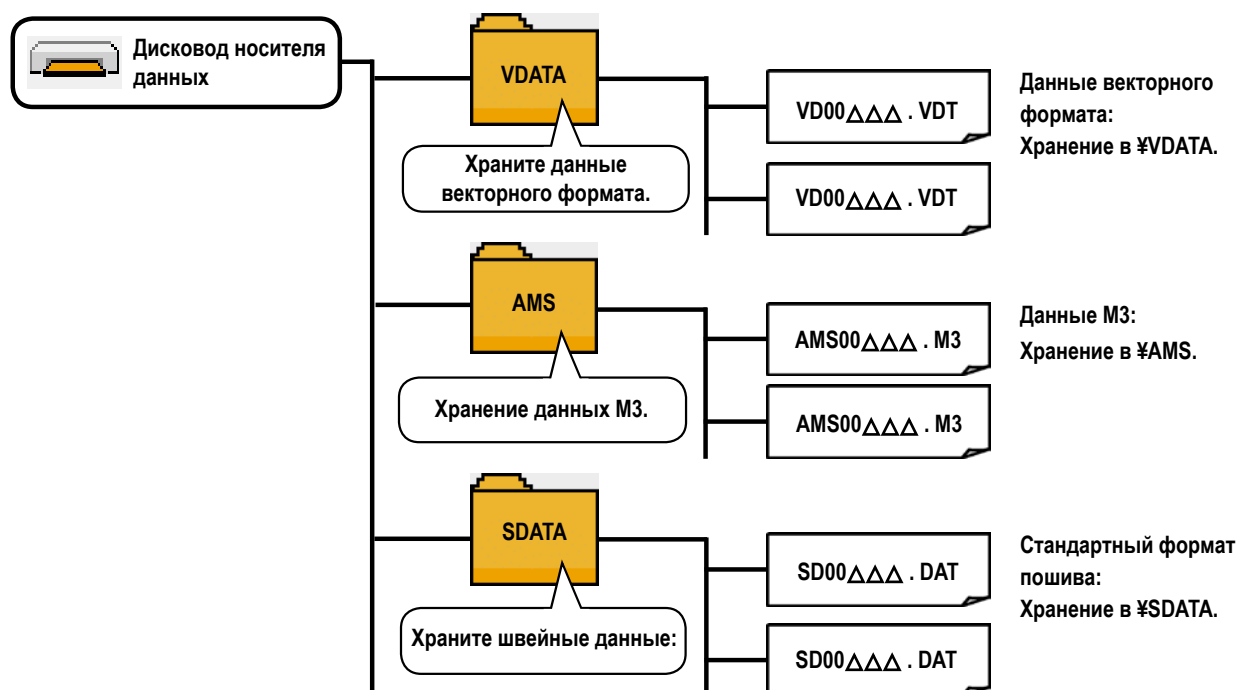 Дисковод носителя
данных
VDATA
Храните данные
векторного формата.
VD00△△△ . VDT
VD00△△△ . VDT
Данные векторного
формата:
Хранение в ¥VDATA.
AMS
Хранение данных М3.
AMS00△△△ . M3
AMS00△△△ . M3
Данные М3:
Хранение в ¥AMS.
SDATA
Храните швейные данные:
SD00△△△ . DAT
SD00△△△ . DAT
Стандартный формат
пошива:
Хранение в ¥SDATA.